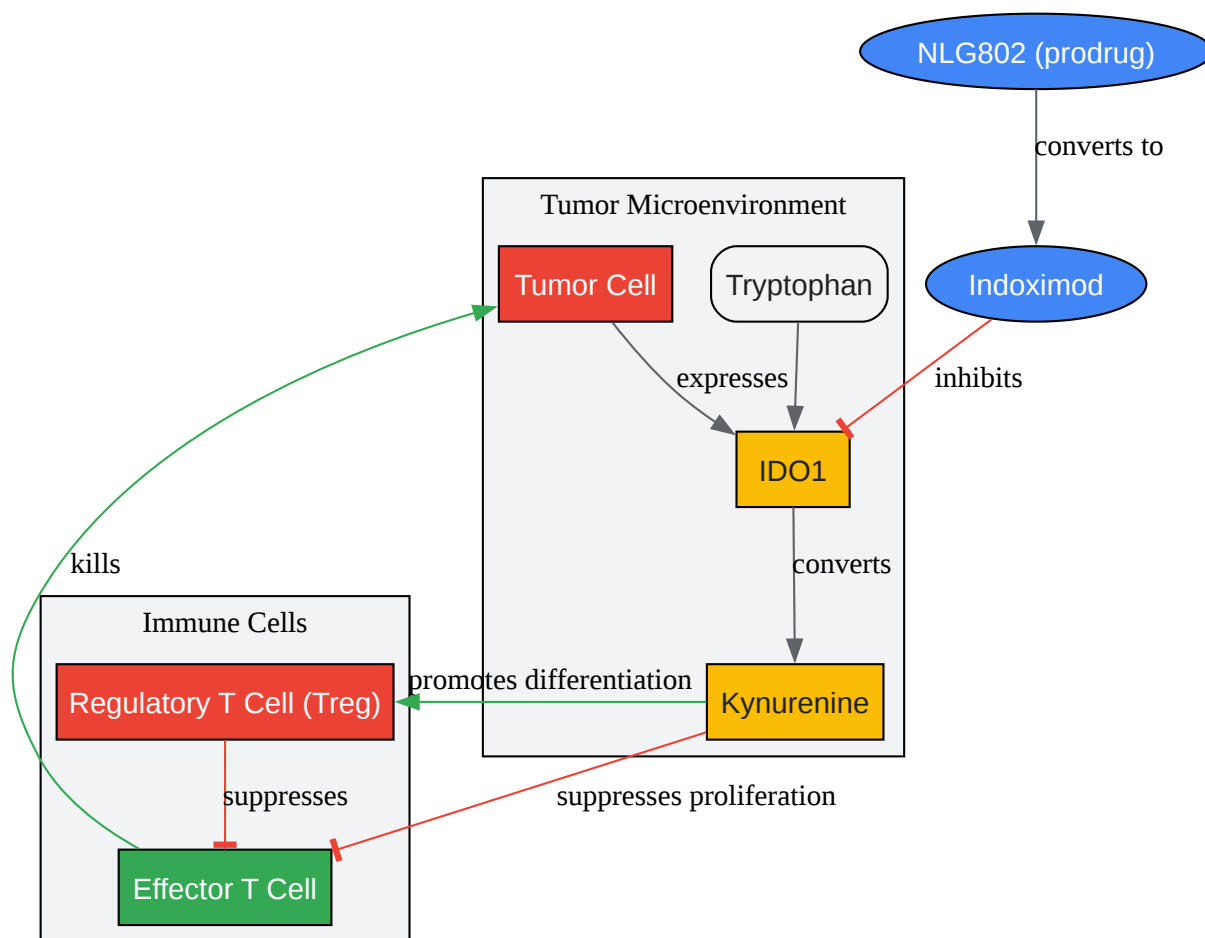 NLG802 (prodrug)
converts to
Tumor Microenvironment
Tumor Cell
Tryptophan
Indoximod
expresses
inhibits
IDO1
kills
converts
Immune Cells
promotes differentiation
Regulatory T Cell (Treg)
Kynurenine
suppresses
suppresses proliferation
Effector T Cell